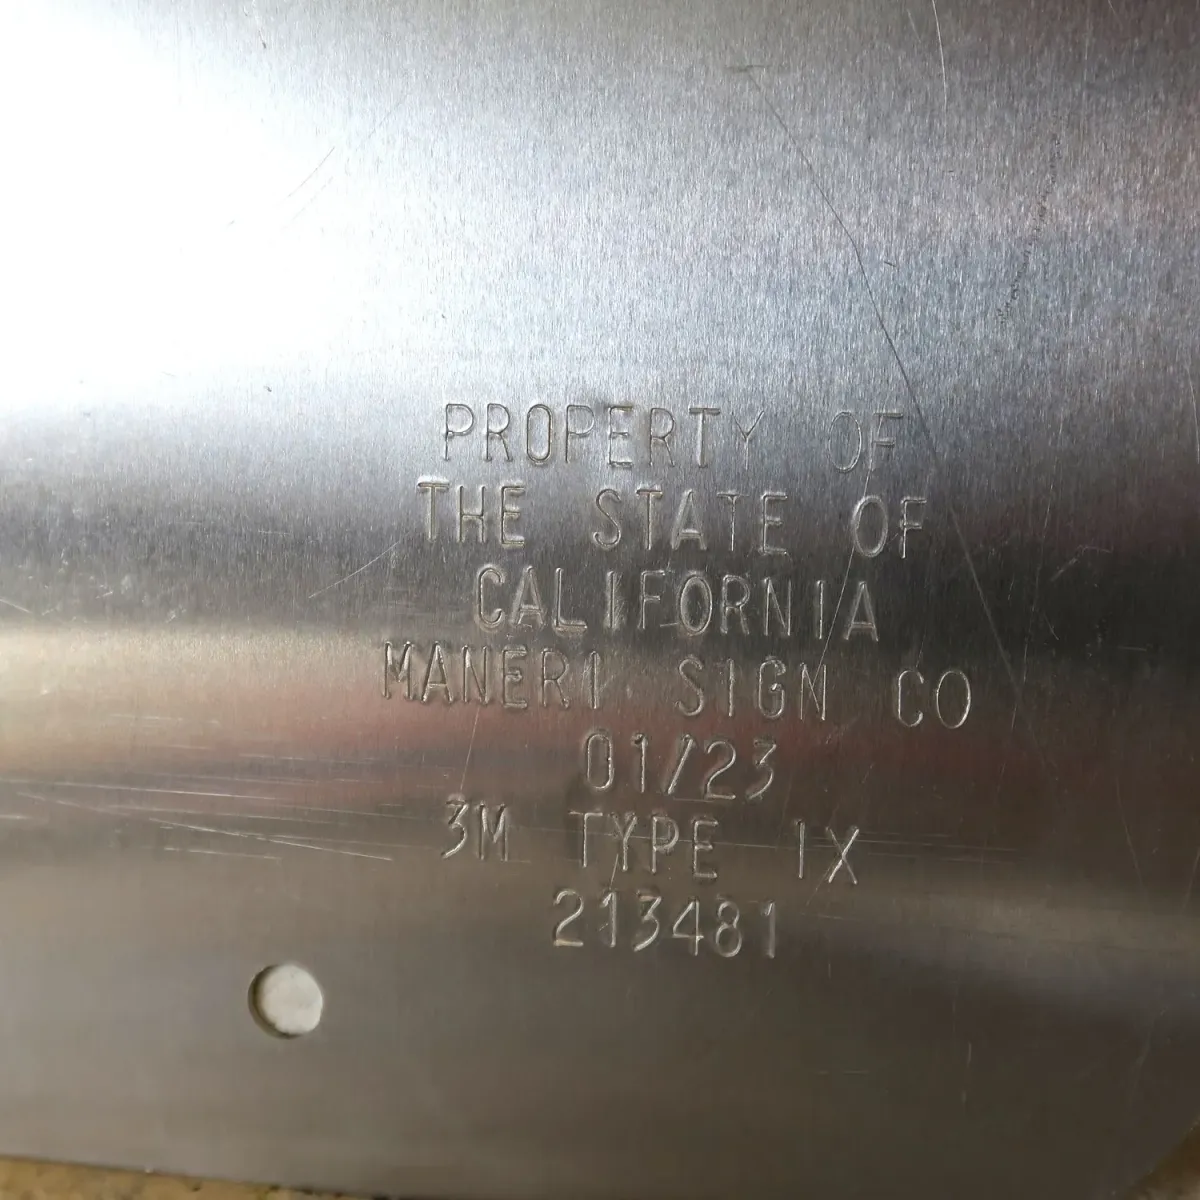 PROPERTY OF
THE STATE OF
CALIFORNIA
MANERI SIGN CO
01/23
3M TYPE IX
213481